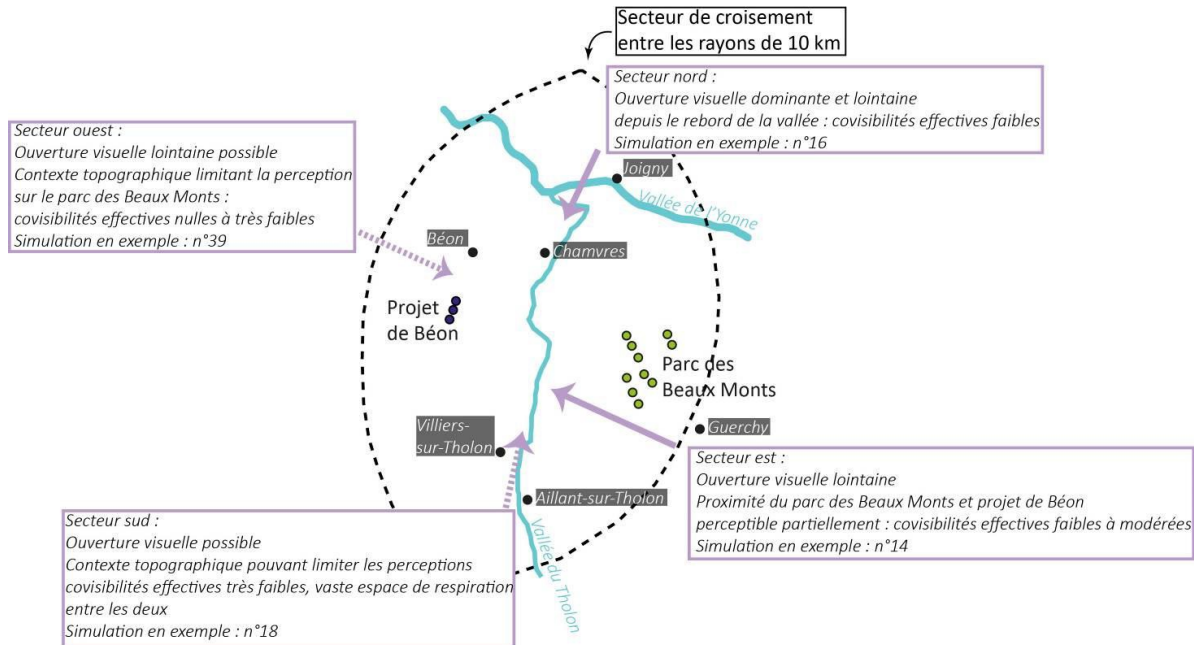 Secteur de croisement
entre les rayons de 10 km
Secteur nord :
Ouverture visuelle dominante et lointaine
depuis le rebord de la vallée : covisibilités effectives faibles
Simulation en exemple : n°16
Secteur ouest :
Ouverture visuelle lointaine possible
Contexte topographique limitant la perception
sur le parc des Beaux Monts :
covisibilités effectives nulles à très faibles
Simulation en exemple : n°39
Joigny
Vallée de l'Yonne
Béon
Chamvres
Projet
de Béon
Parc des
Beaux Monts
Villiers-
sur-Tholon
Guerchy
Aillant-sur-Tholon
Vallée du Tholon
Secteur est :
Ouverture visuelle lointaine
Proximité du parc des Beaux Monts et projet de Béon
perceptible partiellement : covisibilités effectives faibles à modérées
Simulation en exemple : n°14
Secteur sud :
Ouverture visuelle possible
Contexte topographique pouvant limiter les perceptions
covisibilités effectives très faibles, vaste espace de respiration
entre les deux
Simulation en exemple : n°18